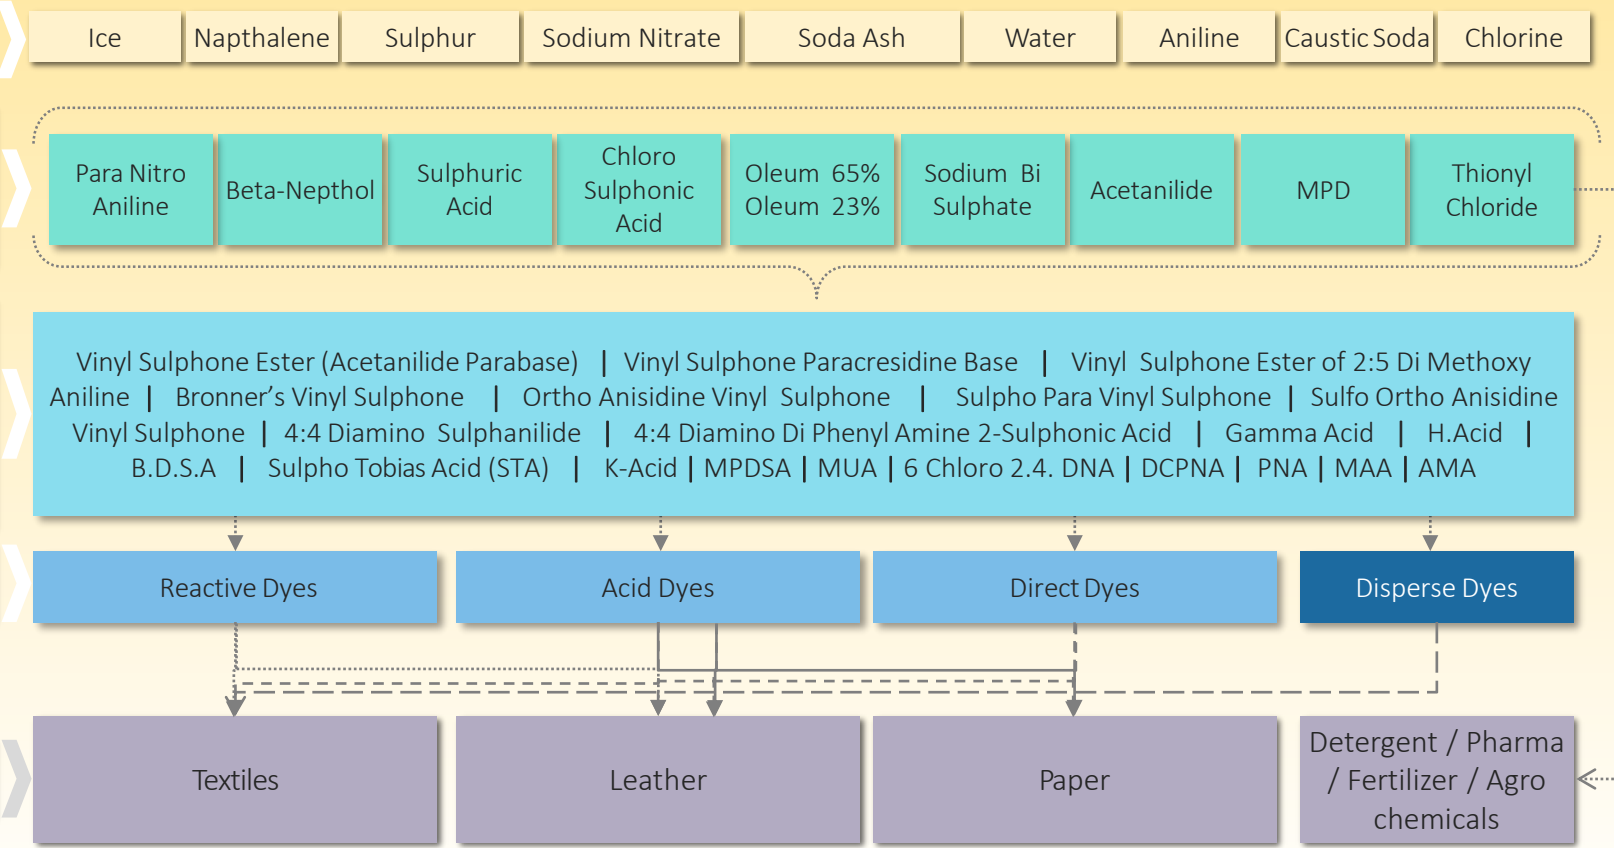 Ice
Napthalene
Sulphur
Sodium Nitrate
Soda Ash
Water
Aniline
Caustic Soda
Chlorine
Para Nitro
Aniline
Beta-Nepthol
Sulphuric
Acid
Chloro
Sulphonic
Acid
Oleum 65%
Oleum 23%
Sodium Bi
Sulphate
Acetanilide
MPD
Thionyl
Chloride
Vinyl Sulphone Ester (Acetanilide Parabase) | Vinyl Sulphone Paracresidine Base | Vinyl Sulphone Ester of 2:5 Di Methoxy
Aniline | Bronner’s Vinyl Sulphone | Ortho Anisidine Vinyl Sulphone | Sulpho Para Vinyl Sulphone | Sulfo Ortho Anisidine
Vinyl Sulphone | 4:4 Diamino Sulphanilide | 4:4 Diamino Di Phenyl Amine 2-Sulphonic Acid | Gamma Acid | H.Acid |
B.D.S.A | Sulpho Tobias Acid (STA) | K-Acid | MPDSA | MUA | 6 Chloro 2.4. DNA | DCPNA | PNA | MAA | AMA
Reactive Dyes
Acid Dyes
Direct Dyes
Disperse Dyes
Textiles
Leather
Paper
Detergent / Pharma
/ Fertilizer / Agro
chemicals